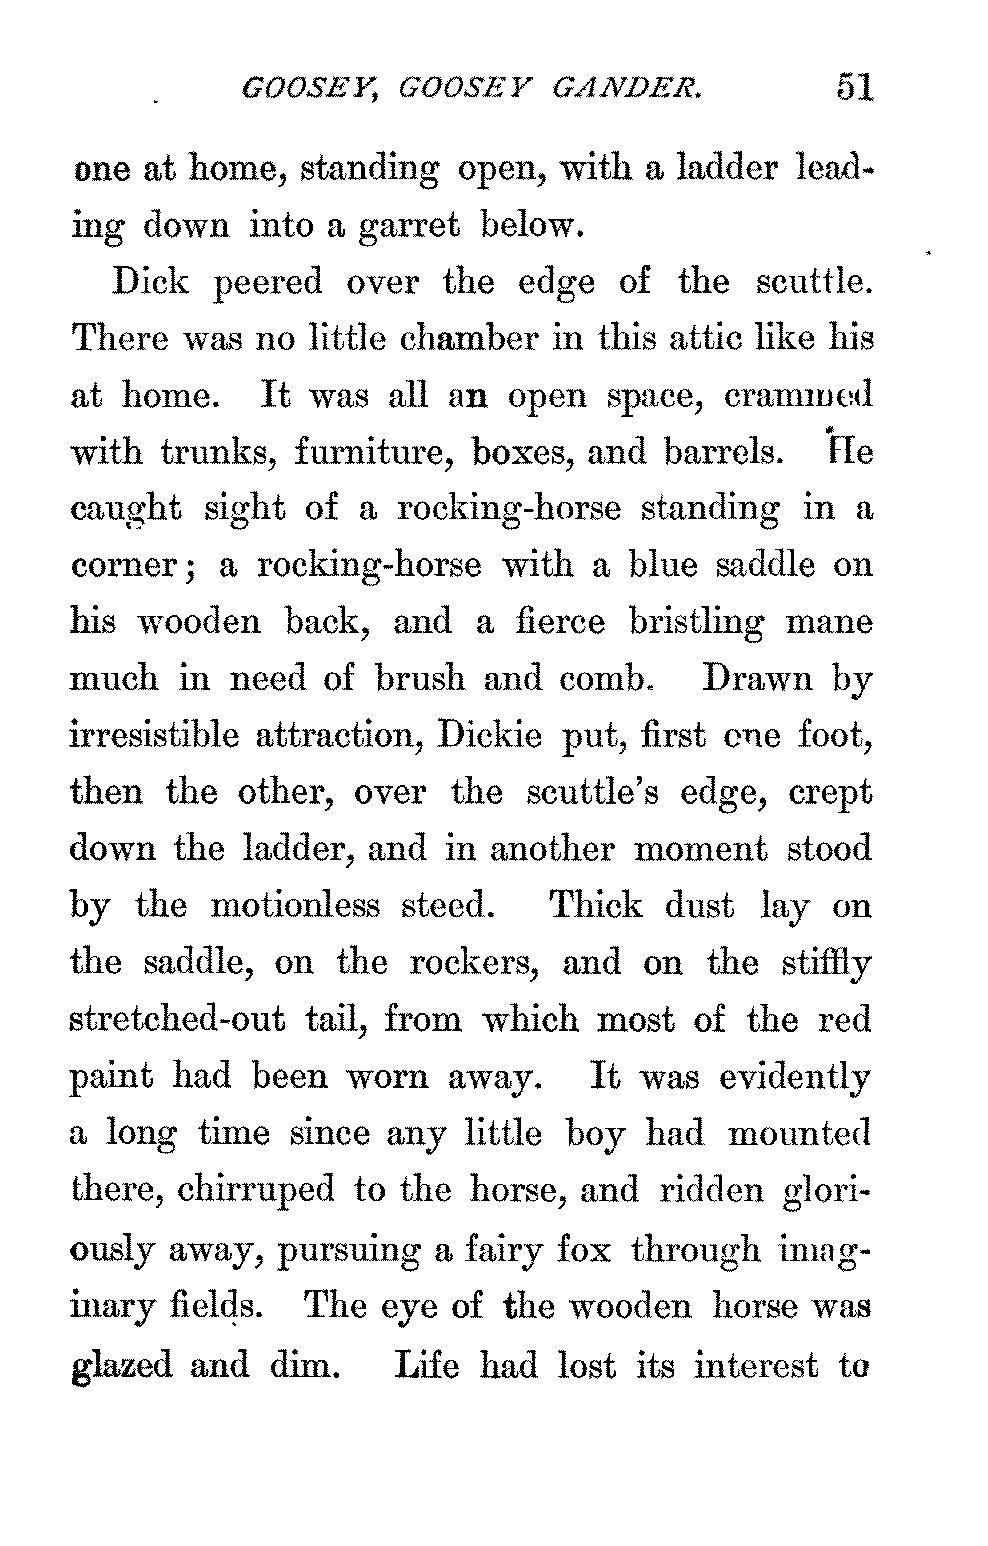 GOOSEY, GOOSEY GANDER. 51
one at home, standing open, with a ladder lead-
ing down into a garret below.
Dick peered over the edge of the scuttle.
There was no little chamber in this attic like his
at home. It was all an open space, crammed
with trunks, furniture, boxes, and barrels. He
caught sight of a rocking-horse standing in a
corner; a rocking-horse with a blue saddle on
his wooden back, and a fierce bristling mane
much in need of brush and comb. Drawn by
irresistible attraction, Dickie put, first one foot,
then the other, over the scuttle's edge, crept
down the ladder, and in another moment stood
by the motionless steed. Thick dust lay on
the saddle, on the rockers, and on the stiffly
stretched-out tail, from which most of the red
paint had been worn away. It was evidently
a long time since any little boy had mounted
there, chirruped to the horse, and ridden glori-
ously away, pursuing a fairy fox through imag-
inary fields. The eye of the wooden horse was
glazed and dim. Life had lost its interest to